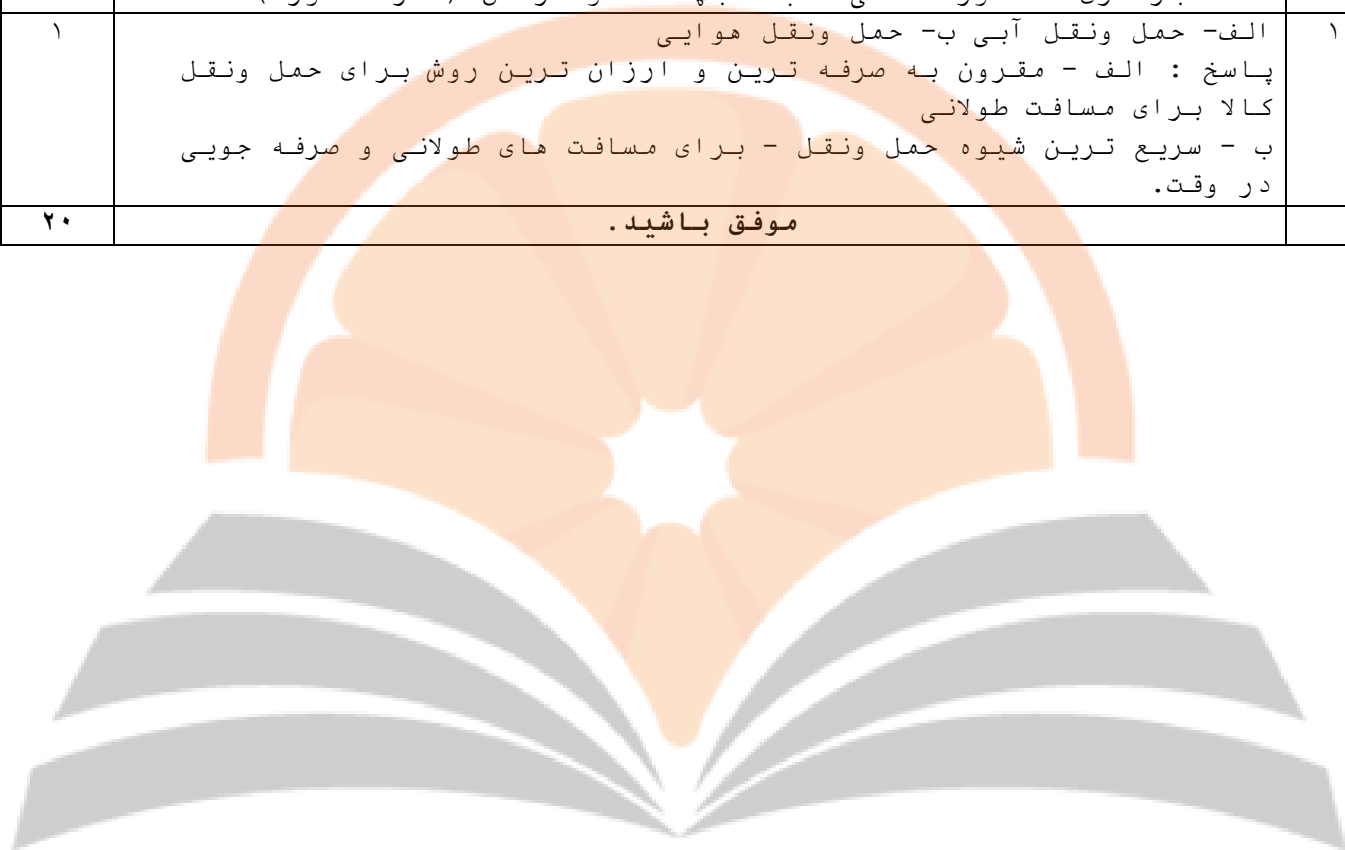 ۱ الف- حمل ونقل آبی ب- حمل ونقل هوایی ۱
پاسخ : الف - مقرون به صرفه ترین و ارزان ترین روش برای حمل ونقل
کالا برای مسافت طولانی
ب - سریع ترین شیوه حمل ونقل - برای مسافت های طولانی و صرفه جویی
در وقت.
موفق باشید. ۲۰